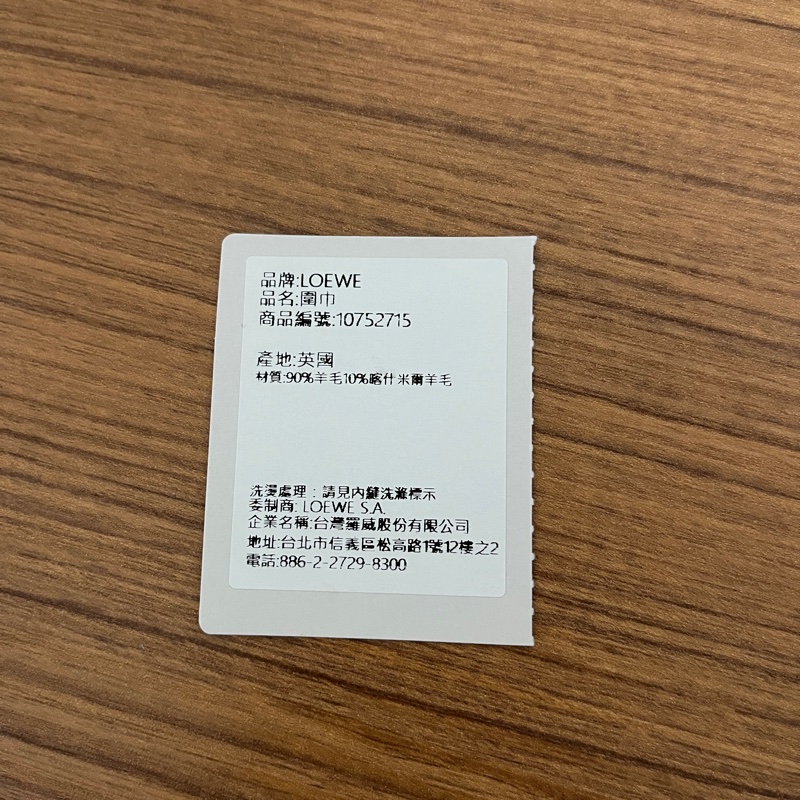 品牌:LOEWE
品名:圍巾
商品編號:10752715
產地:英國
材質:90%羊毛10%喀什米爾羊毛
洗燙處理：請見內鍵洗滌標示
委制商: LOEWE S.A.
企業名稱:台灣羅威股份有限公司
地址:台北市信義區松高路1號12樓之2
電話:886-2-2729-8300